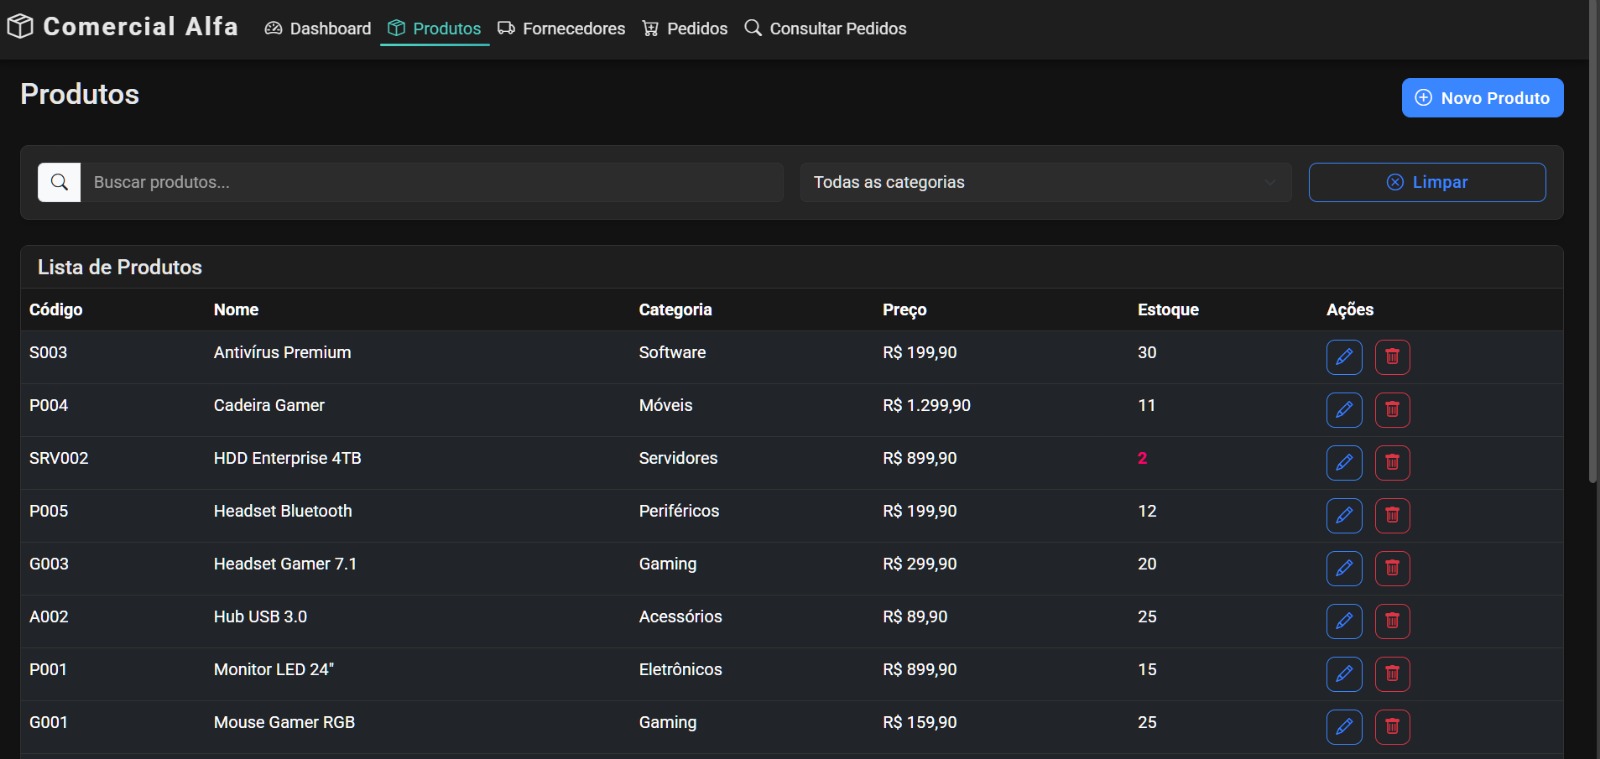 Comercial Alfa Dashboard Produtos Fornecedores Pedidos Consultar Pedidos
Produtos
Novo Produto
Buscar produtos... Todas as categorias Limpar
Lista de Produtos
Código Nome Categoria Preço Estoque Ações
S003 Antivírus Premium Software R$ 199,90 30
P004 Cadeira Gamer Móveis R$ 1.299,90 11
SRV002 HDD Enterprise 4TB Servidores R$ 899,90 2
P005 Headset Bluetooth Periféricos R$ 199,90 12
G003 Headset Gamer 7.1 Gaming R$ 299,90 20
A002 Hub USB 3.0 Acessórios R$ 89,90 25
P001 Monitor LED 24" Eletrônicos R$ 899,90 15
G001 Mouse Gamer RGB Gaming R$ 159,90 25